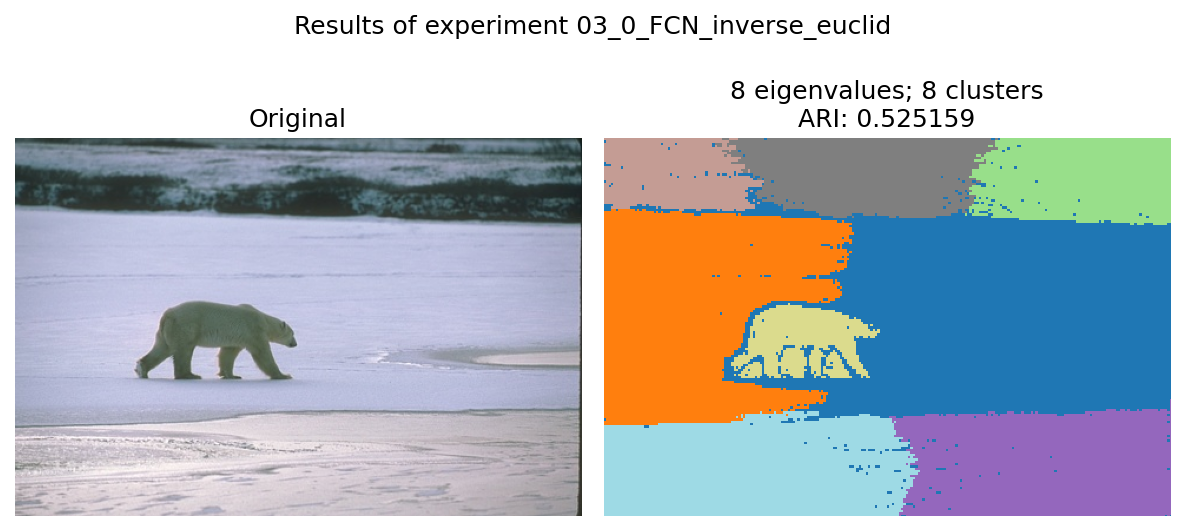 Results of experiment 03_0_FCN_inverse_euclid
Original
8 eigenvalues; 8 clusters
ARI: 0.525159